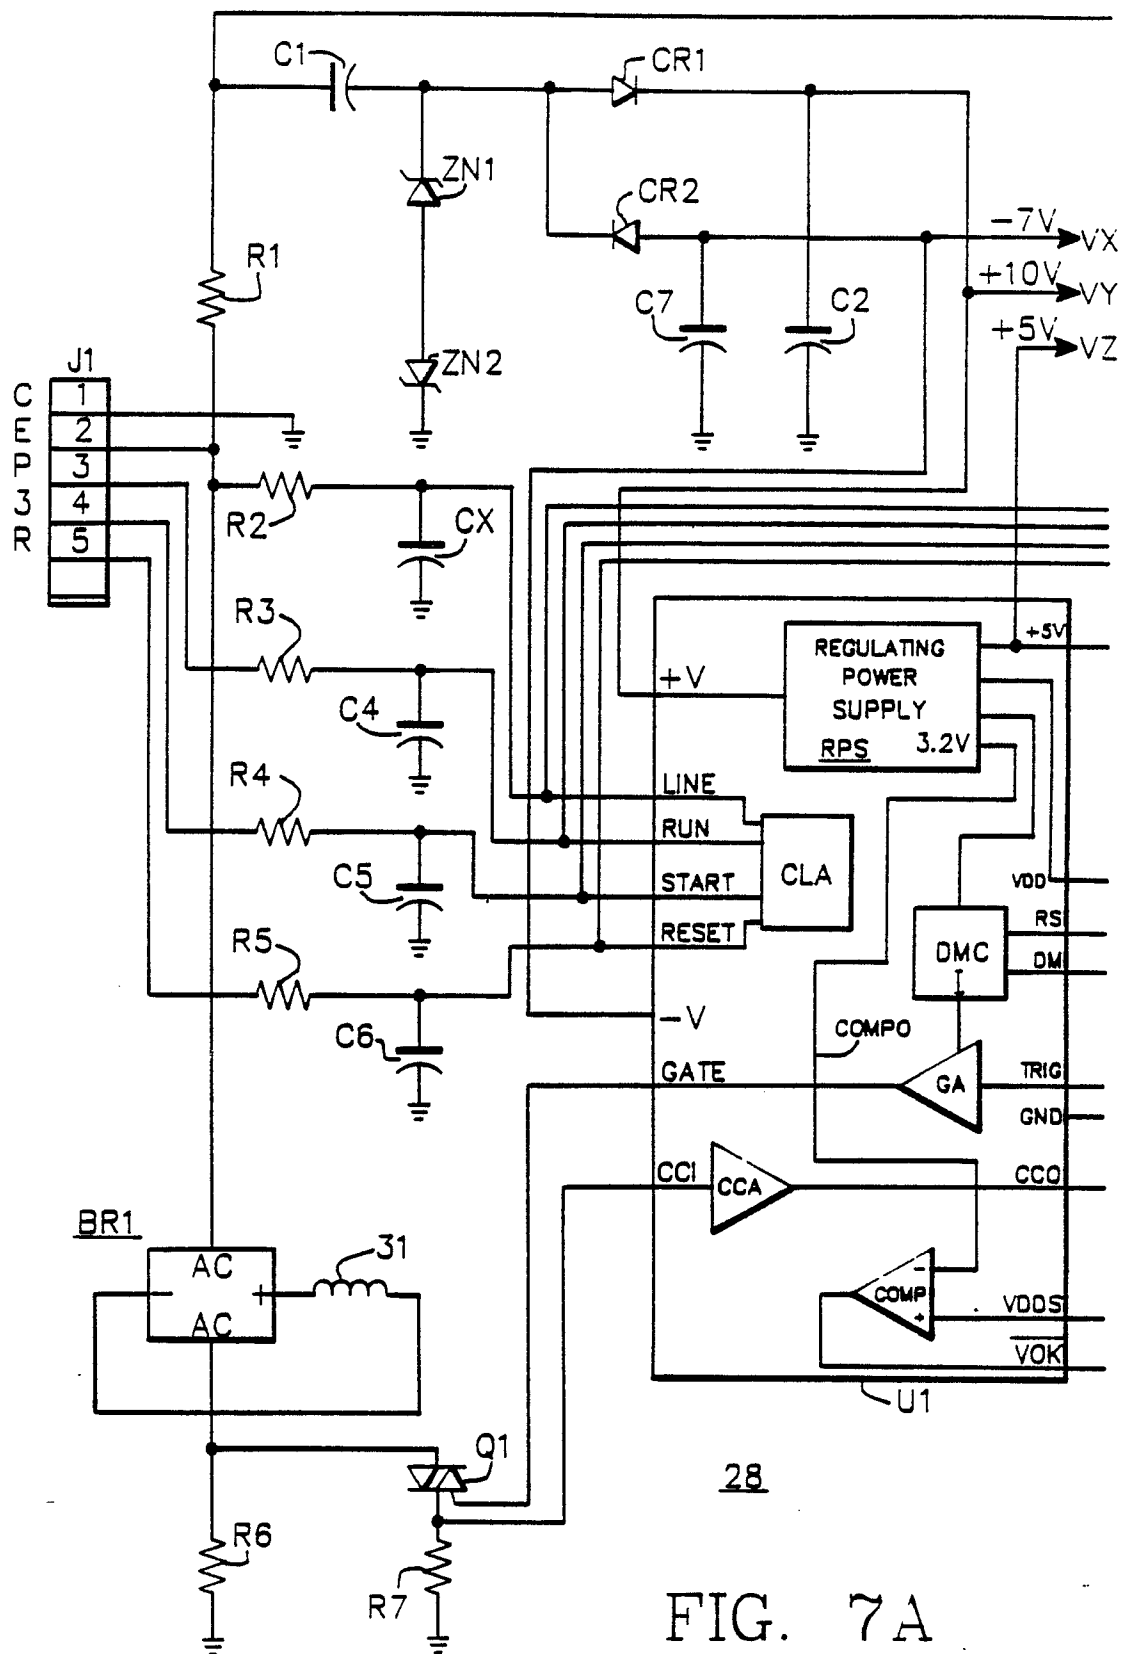 C1
CR1
ZN1
CR2
-7V
VX
R1
+10V
VY
C7
C2
+5V
VZ
J1
ZN2
C 1
E 2
P 3
3 4
R 5
R2
CX
R3
+5V
REGULATING
POWER
SUPPLY
RPS 3.2V
+V
C4
R4
LINE
RUN
CLA
C5
START
VDD
RS
R5
RESET
DMC
DM
-V
C6
COMPO
GATE
GA
TRIG
GND
CCI
CCA
CCO
BR1
31
AC
- +
AC
-
COMP
+
VDDS
VOK
U1
Q1
28
R6
R7
FIG. 7A